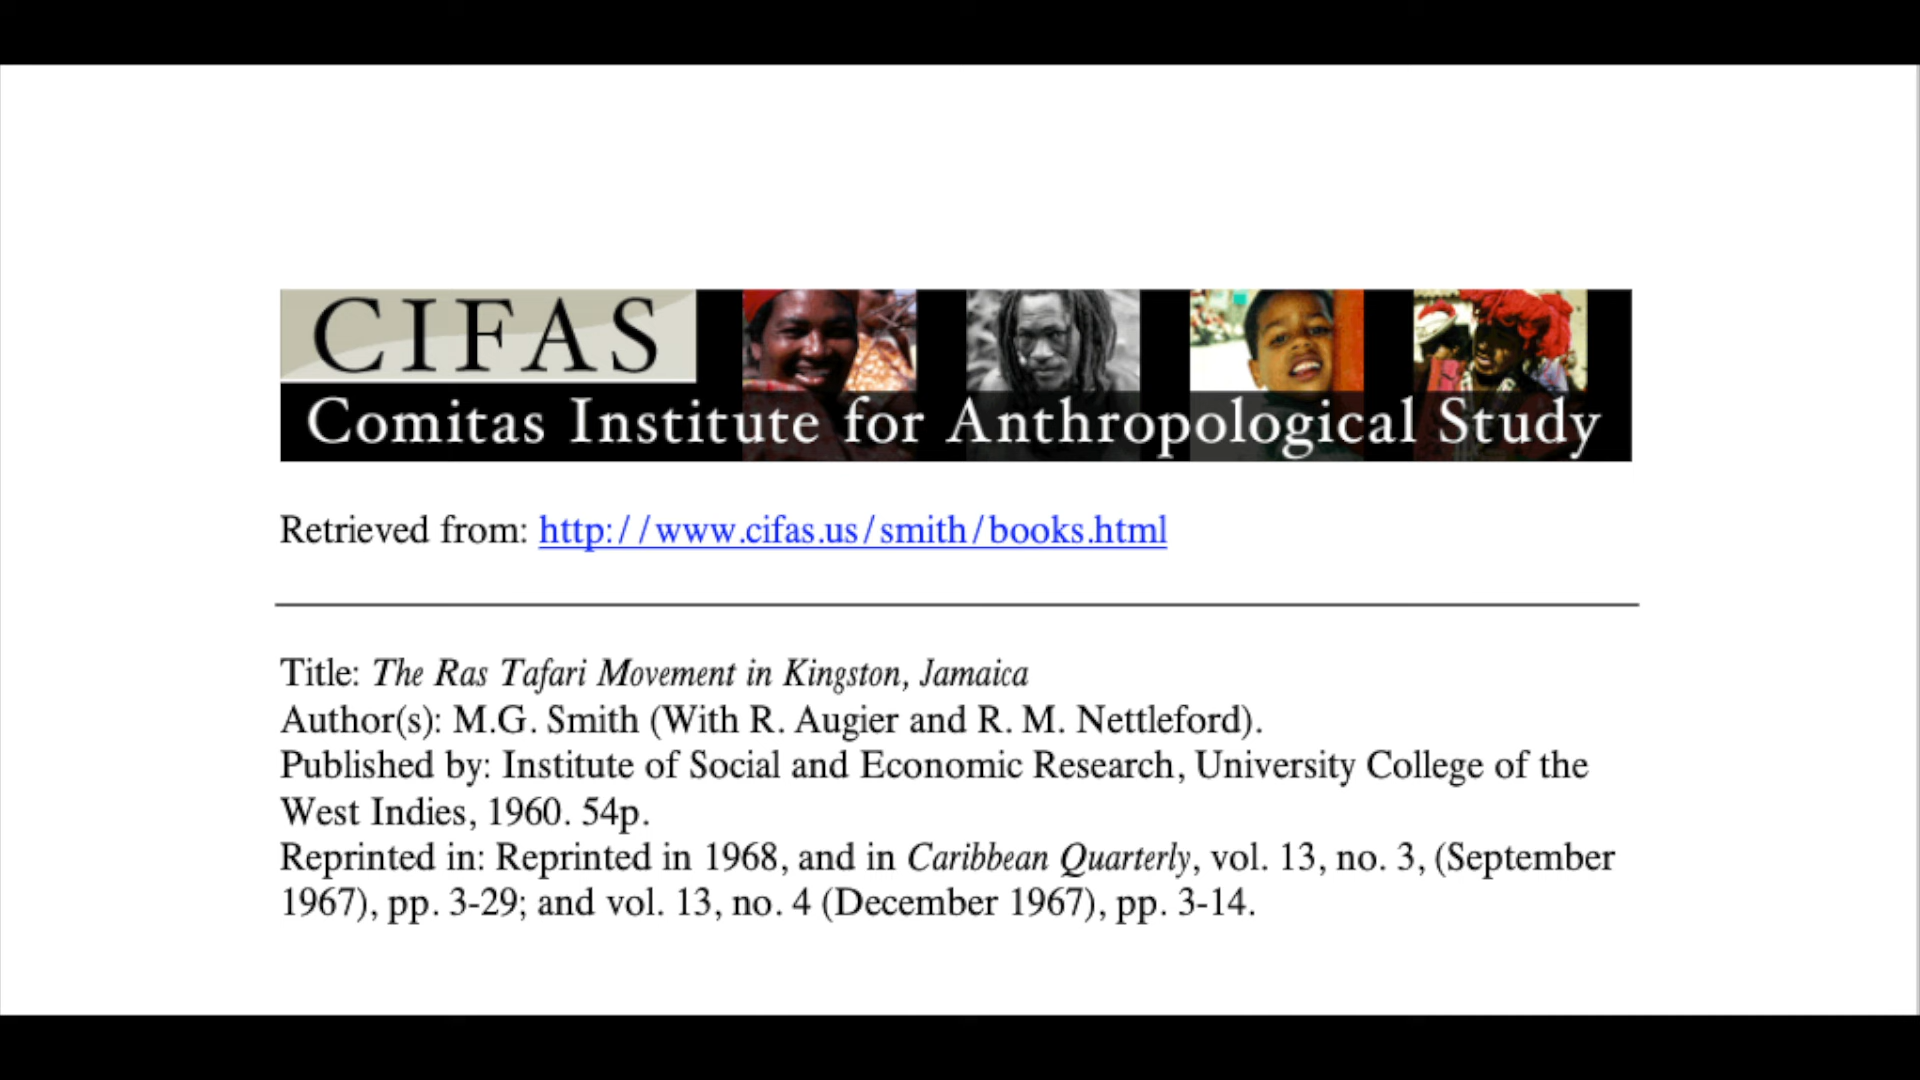 CIFAS
Comitas Institute for Anthropological Study
Retrieved from: http://www.cifas.us/smith/books.html
Title: The Ras Tafari Movement in Kingston, Jamaica
Author(s): M.G. Smith (With R. Augier and R. M. Nettleford).
Published by: Institute of Social and Economic Research, University College of the
West Indies, 1960. 54p.
Reprinted in: Reprinted in 1968, and in Caribbean Quarterly, vol. 13, no. 3, (September
1967), pp. 3-29; and vol. 13, no. 4 (December 1967), pp. 3-14.